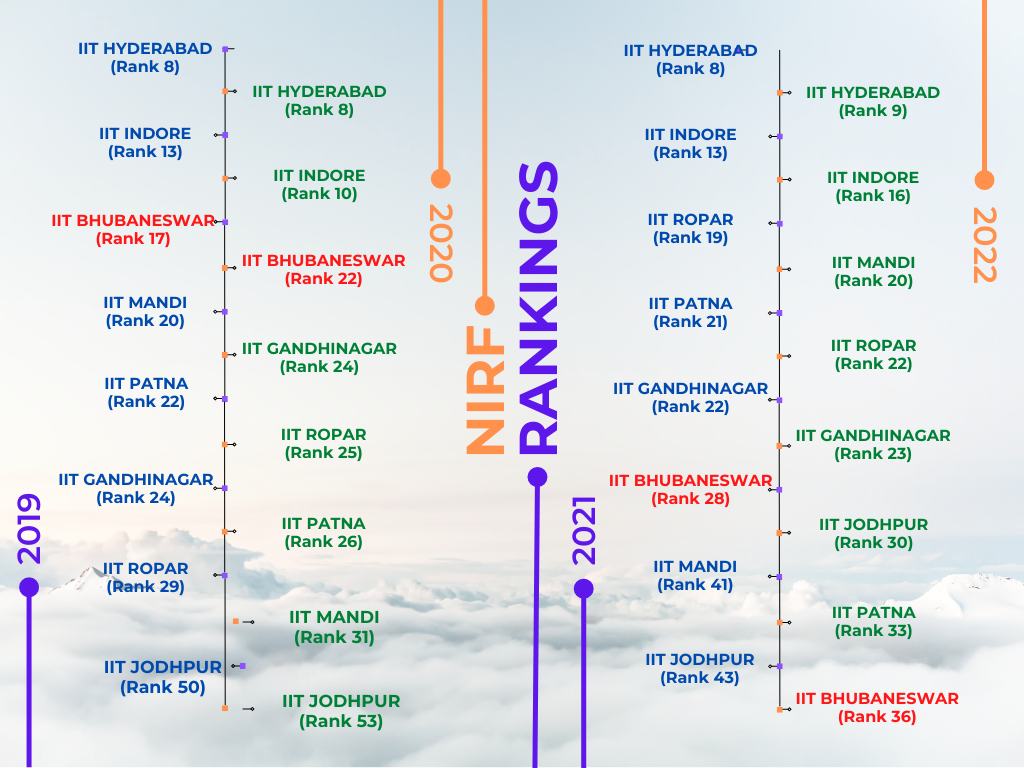 2019
IIT HYDERABAD
(Rank 8)
IIT INDORE
(Rank 13)
IIT BHUBANESWAR
(Rank 17)
IIT MANDI
(Rank 20)
IIT PATNA
(Rank 22)
IIT GANDHINAGAR
(Rank 24)
IIT ROPAR
(Rank 29)
IIT JODHPUR
(Rank 50)
2020
IIT HYDERABAD
(Rank 8)
IIT INDORE
(Rank 10)
IIT BHUBANESWAR
(Rank 22)
IIT GANDHINAGAR
(Rank 24)
IIT ROPAR
(Rank 25)
IIT PATNA
(Rank 26)
IIT MANDI
(Rank 31)
IIT JODHPUR
(Rank 53)
NIRF
RANKINGS
2021
IIT HYDERABAD
(Rank 8)
IIT INDORE
(Rank 13)
IIT ROPAR
(Rank 19)
IIT PATNA
(Rank 21)
IIT GANDHINAGAR
(Rank 22)
IIT BHUBANESWAR
(Rank 28)
IIT MANDI
(Rank 41)
IIT JODHPUR
(Rank 43)
2022
IIT HYDERABAD
(Rank 9)
IIT INDORE
(Rank 16)
IIT MANDI
(Rank 20)
IIT ROPAR
(Rank 22)
IIT GANDHINAGAR
(Rank 23)
IIT JODHPUR
(Rank 30)
IIT PATNA
(Rank 33)
IIT BHUBANESWAR
(Rank 36)